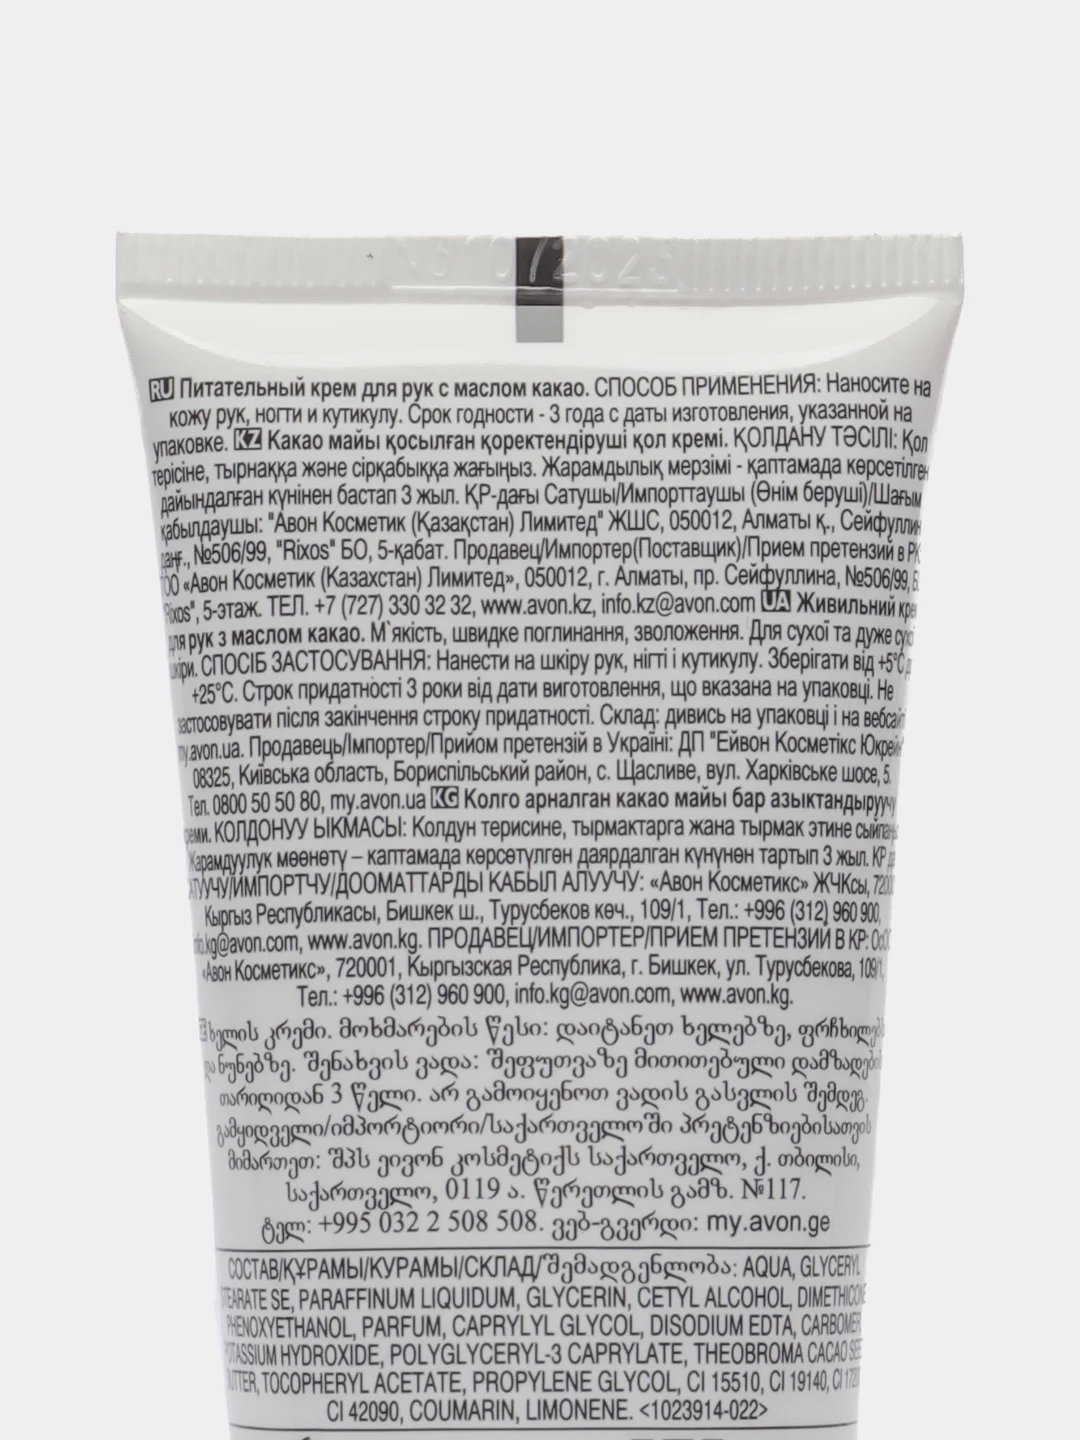 072023
RU Питательный крем для рук с маслом какао. СПОСОБ ПРИМЕНЕНИЯ: Наносите на
кожу рук, ногти и кутикулу. Срок годности - 3 года с даты изготовления, указанной на
упаковке. KZ Какао майы қосылған қоректендіруші қол кремі. ҚОЛДАНУ ТӘСІЛІ: Қол
терісіне, тырнаққа және сірқабыққа жағыңыз. Жарамдылық мерзімі - қаптамада көрсетілген
дайындалған күнінен бастап 3 жыл. ҚР-дағы Сатушы/Импорттаушы (Өнім беруші)/Шағым
қабылдаушы: "Авон Косметик (Қазақстан) Лимитед" ЖШС, 050012, Алматы қ., Сейфуллин
даңғ., №506/99, "Rixos" БО, 5-қабат. Продавец/Импортер(Поставщик)/Прием претензий в РК:
ТОО «Авон Косметик (Казахстан) Лимитед», 050012, г. Алматы, пр. Сейфуллина, №506/99,
"Rixos", 5-этаж. ТЕЛ. +7 (727) 330 32 32, www.avon.kz, info.kz@avon.com UA Живильний крем
для рук з маслом какао. М`якість, швидке поглинання, зволоження. Для сухої та дуже сухої
шкіри. СПОСІБ ЗАСТОСУВАННЯ: Нанести на шкіру рук, нігті і кутикулу. Зберігати від +5°C
+25°C. Строк придатності 3 роки від дати виготовлення, що вказана на упаковці. Не
застосовувати після закінчення строку придатності. Склад: дивись на упаковці і на вебсайті
my.avon.ua. Продавець/Імпортер/Прийом претензій в Україні: ДП "Ейвон Косметікс Юкрейн"
08325, Київська область, Бориспільський район, с. Щасливе, вул. Харківське шосе, 5.
Тел. 0800 50 50 80, my.avon.ua KG Колго арналган какао майы бар азыктандыруучу
креми. КОЛДОНУУ ЫКМАСЫ: Колдун терисине, тырмактарга жана тырмак этине
Жарамдуулук мөөнөтү – каптамада көрсөтүлгөн даярдалган күнүнөн тартып 3 жыл. КР
САТУУЧУ/ИМПОРТЧУ/ДООМАТТАРДЫ КАБЫЛ АЛУУЧУ: «Авон Косметикс» ЖЧКсы,
Кыргыз Республикасы, Бишкек ш., Турусбеков көч., 109/1, Тел.: +996 (312) 960 900,
info.kg@avon.com, www.avon.kg. ПРОДАВЕЦ/ИМПОРТЕР/ПРИЕМ ПРЕТЕНЗИЙ В КР: ОсОО
«Авон Косметикс», 720001, Кыргызская Республика, г. Бишкек, ул. Турусбекова, 109/1,
Тел.: +996 (312) 960 900, info.kg@avon.com, www.avon.kg.
ხელის კრემი. მოხმარების წესი: დაიტანეთ ხელებზე, ფრჩხილებსა
და ნუნებზე. შენახვის ვადა: შეფუთვაზე მითითებული დამზადების
თარიღიდან 3 წელი. არ გამოიყენოთ ვადის გასვლის შემდეგ.
გამყიდველი/იმპორტიორი/საქართველოში პრეტენზიებისათვის
მიმართეთ: შპს ეივონ კოსმეტიქს საქართველო, ქ. თბილისი,
საქართველო, 0119 ა. წერეთლის გამზ. №117.
ტელ: +995 032 2 508 508. ვებ-გვერდი: my.avon.ge
СОСТАВ/ҚҰРАМЫ/КУРАМЫ/СКЛАД/შემადგენლობა: AQUA, GLYCERYL
STEARATE SE, PARAFFINUM LIQUIDUM, GLYCERIN, CETYL ALCOHOL, DIMETHICONE
PHENOXYETHANOL, PARFUM, CAPRYLYL GLYCOL, DISODIUM EDTA, CARBOMER
POTASSIUM HYDROXIDE, POLYGLYCERYL-3 CAPRYLATE, THEOBROMA CACAO SEED
BUTTER, TOCOPHERYL ACETATE, PROPYLENE GLYCOL, CI 15510, CI 19140, CI
CI 42090, COUMARIN, LIMONENE. <1023914-022>